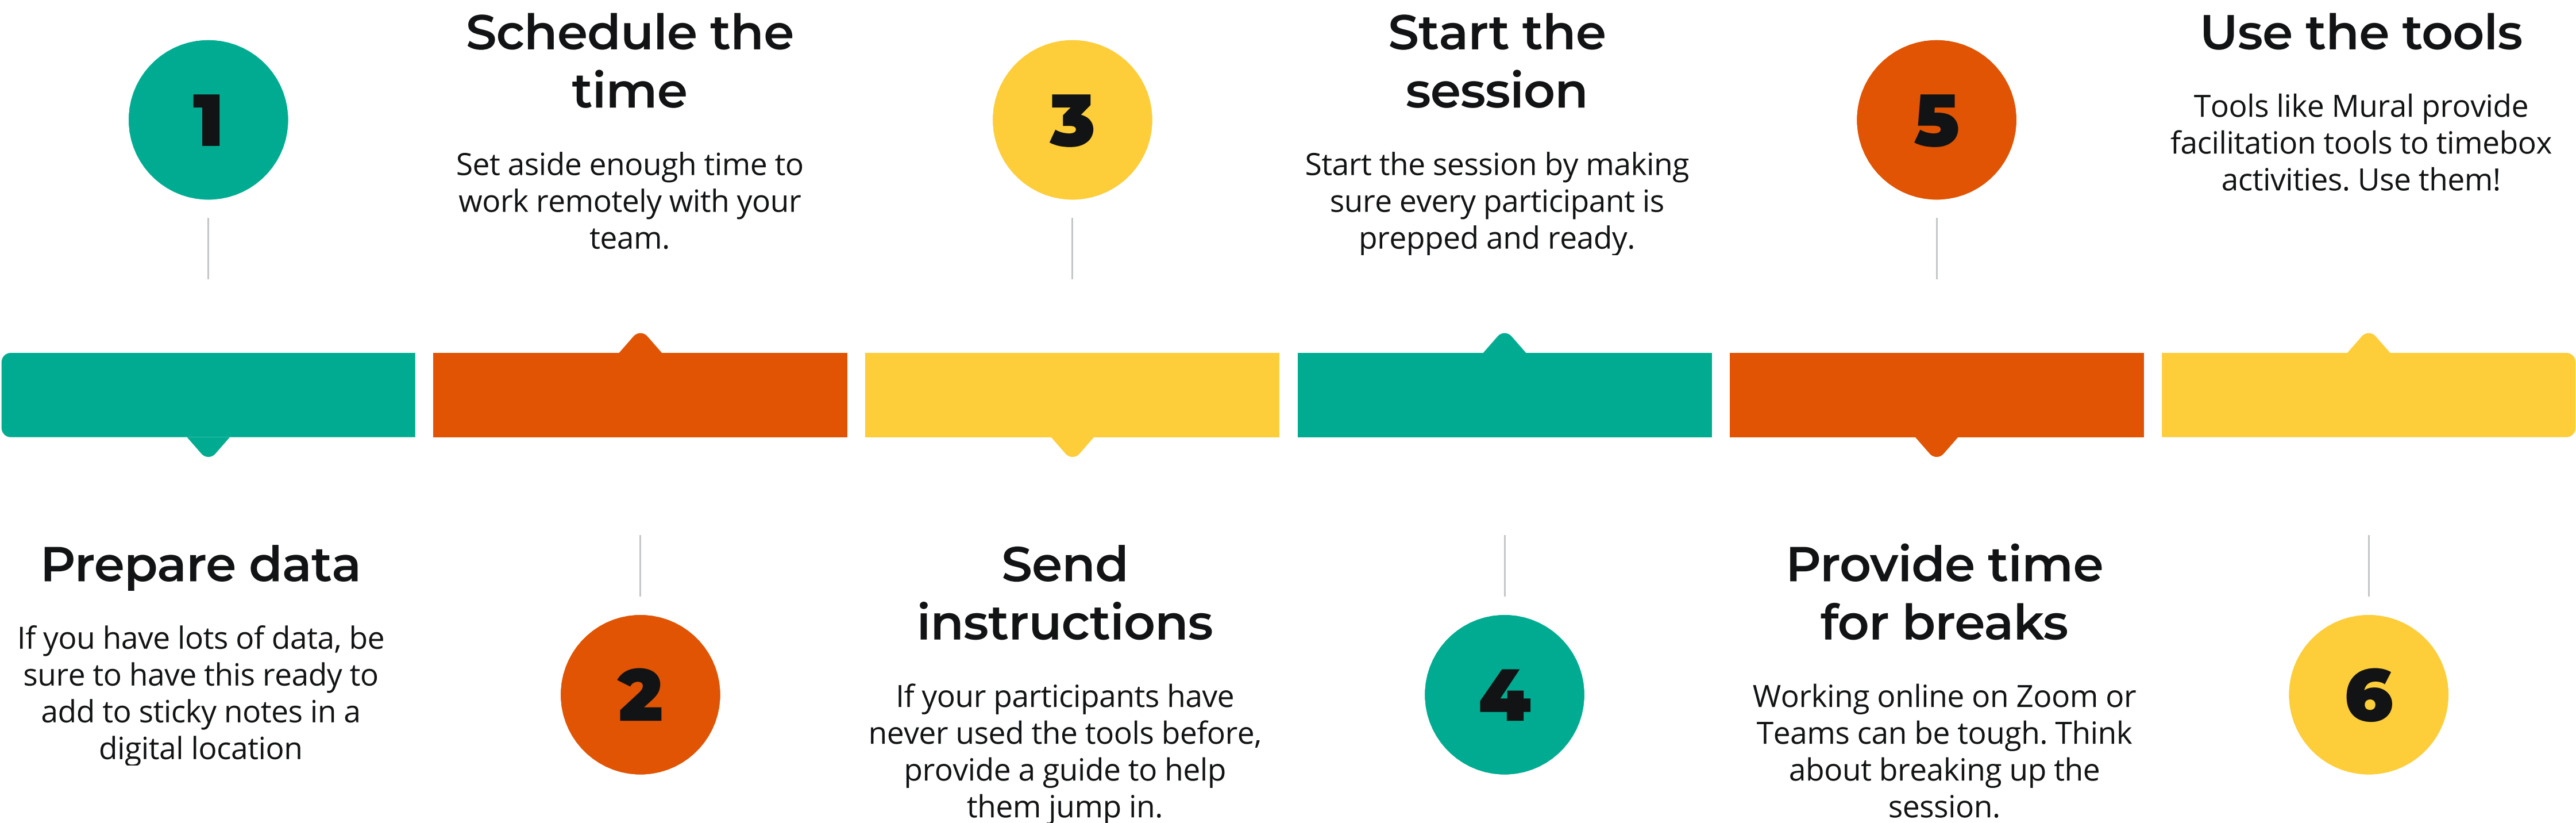 1
Prepare data
If you have lots of data, be
sure to have this ready to
add to sticky notes in a
digital location
Schedule the
time
Set aside enough time to
work remotely with your
team.
2
3
Send
instructions
If your participants have
never used the tools before,
provide a guide to help
them jump in.
Start the
session
Start the session by making
sure every participant is
prepped and ready.
4
5
Provide time
for breaks
Working online on Zoom or
Teams can be tough. Think
about breaking up the
session.
Use the tools
Tools like Mural provide
facilitation tools to timebox
activities. Use them!
6